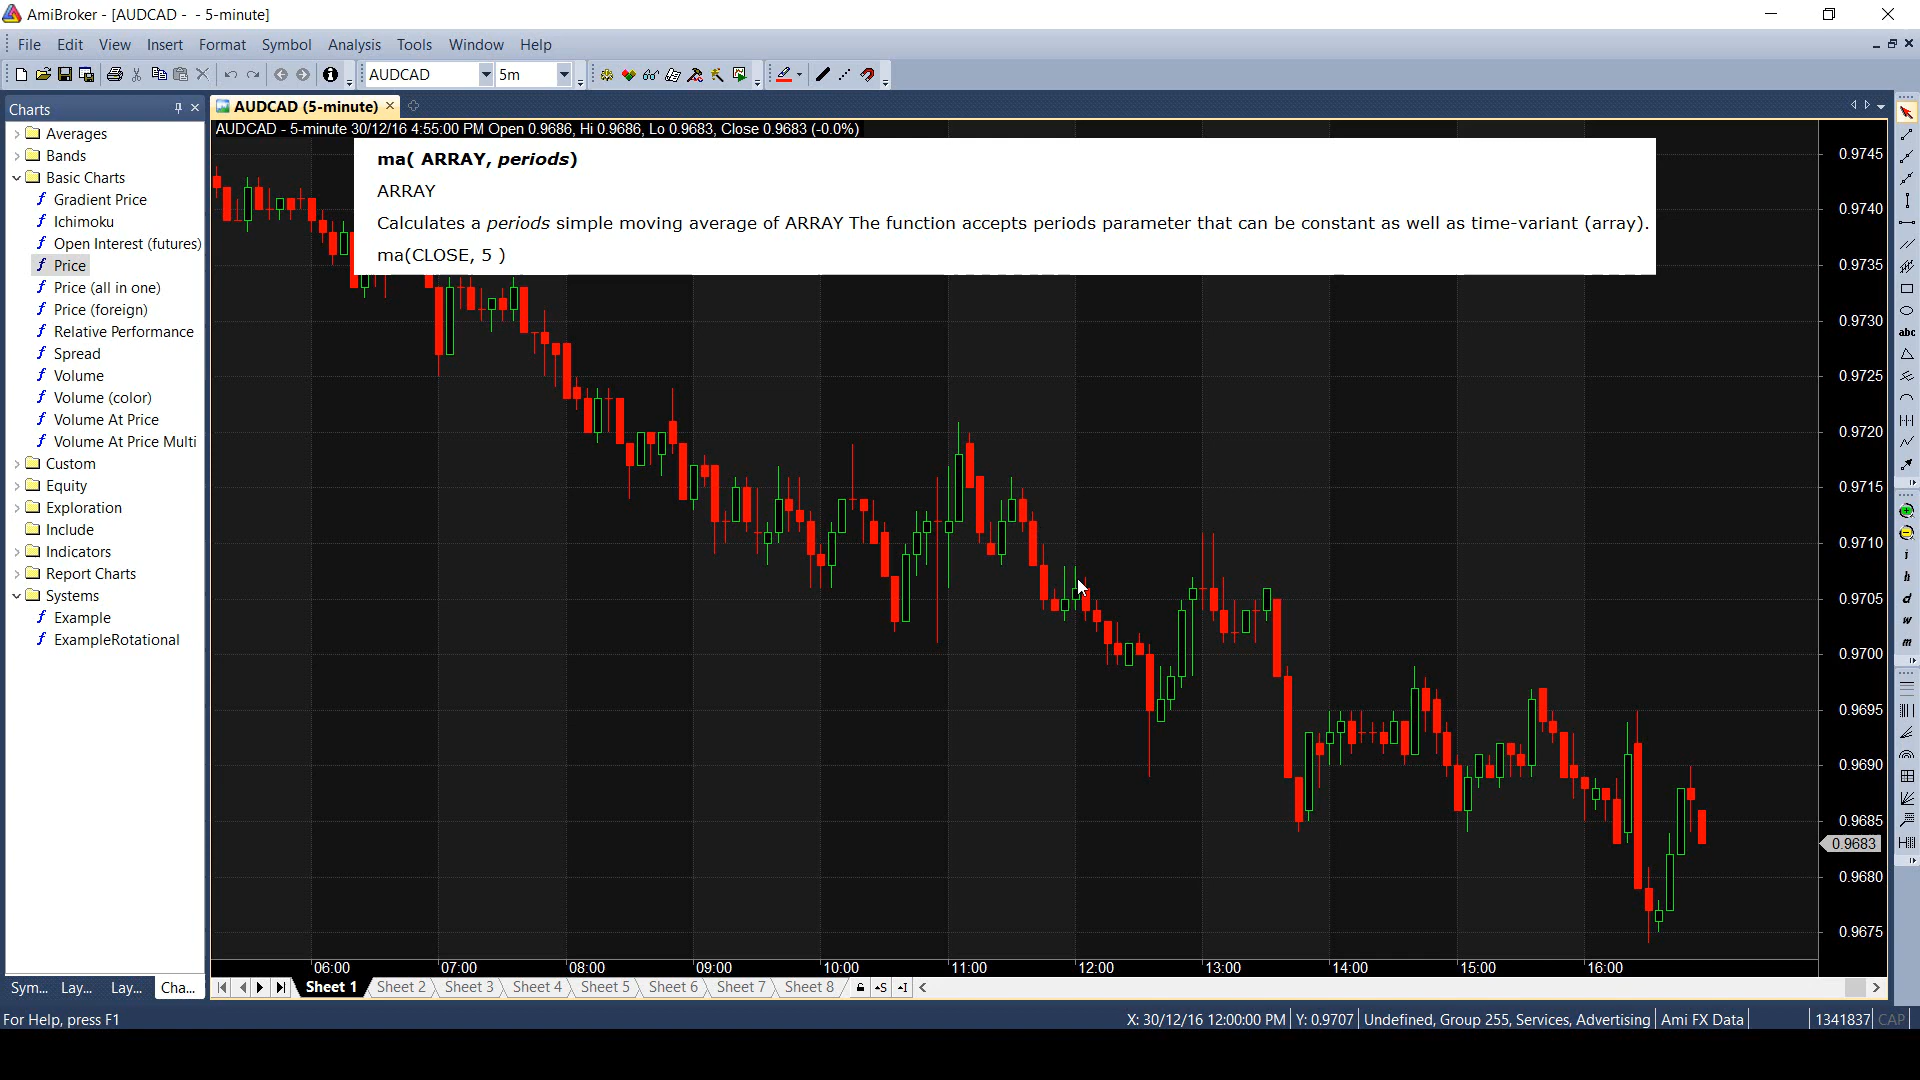 AmiBroker - [AUDCAD - - 5-minute]
File Edit View Insert Format Symbol Analysis Tools Window Help
AUDCAD 5m
Charts
AUDCAD (5-minute)
AUDCAD - 5-minute 30/12/16 4:55:00 PM Open 0.9686, Hi 0.9686, Lo 0.9683, Close 0.9683 (-0.0%)
ma( ARRAY, periods)
ARRAY
Calculates a periods simple moving average of ARRAY The function accepts periods parameter that can be constant as well as time-variant (array).
ma(CLOSE, 5 )
Averages
Bands
Basic Charts
Gradient Price
Ichimoku
Open Interest (futures)
Price
Price (all in one)
Price (foreign)
Relative Performance
Spread
Volume
Volume (color)
Volume At Price
Volume At Price Multi
Custom
Equity
Exploration
Include
Indicators
Report Charts
Systems
Example
ExampleRotational
0.9745
0.9740
0.9735
0.9730
0.9725
0.9720
0.9715
0.9710
0.9705
0.9700
0.9695
0.9690
0.9685
0.9683
0.9680
0.9675
abc
i
h
d
w
m
06:00 07:00 08:00 09:00 10:00 11:00 12:00 13:00 14:00 15:00 16:00
Sym... Lay... Lay... Cha...
Sheet 1 Sheet 2 Sheet 3 Sheet 4 Sheet 5 Sheet 6 Sheet 7 Sheet 8
For Help, press F1
X: 30/12/16 12:00:00 PM Y: 0.9707 Undefined, Group 255, Services, Advertising Ami FX Data 1341837 CAP